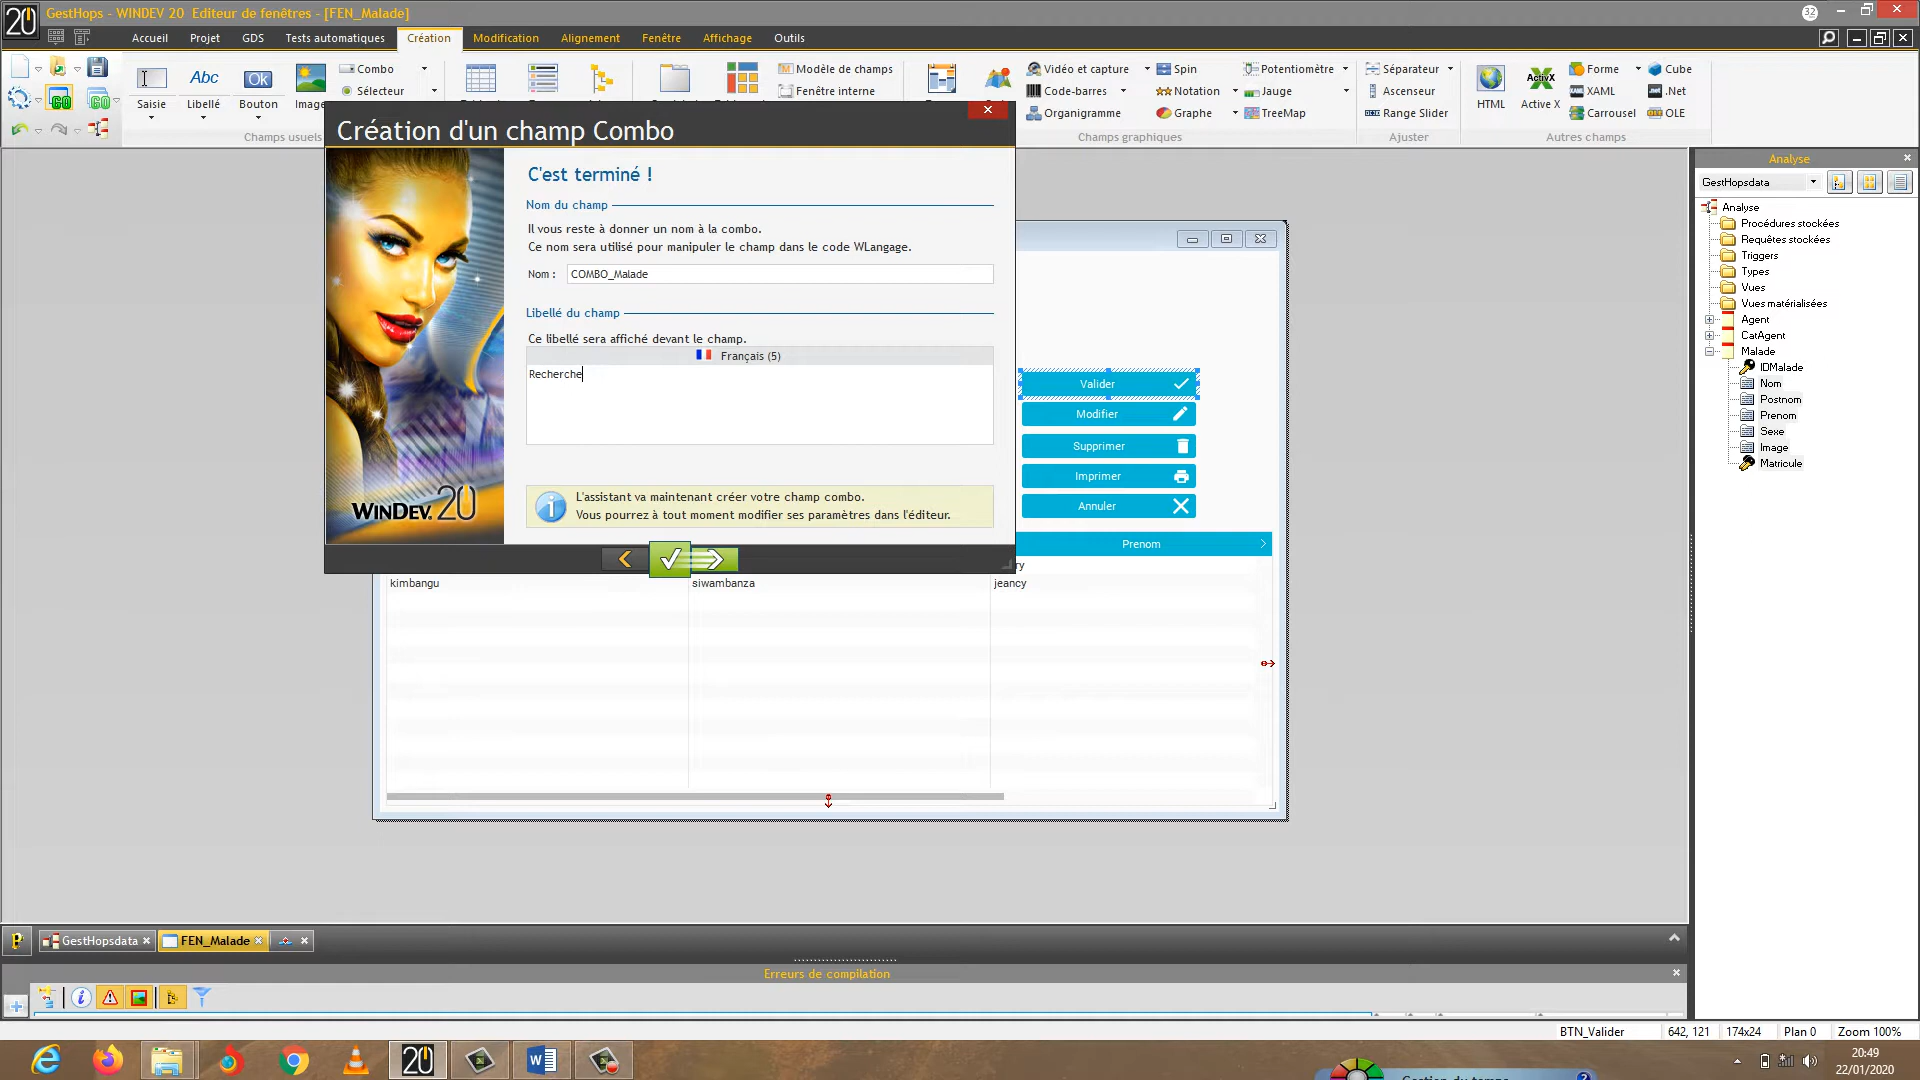 GestHops - WINDEV 20  Editeur de fenêtres - [FEN_Malade]
32
Accueil Projet GDS Tests automatiques Création Modification Alignement Fenêtre Affichage Outils
Saisie
Abc Libellé
Ok Bouton
Image
Combo
Sélecteur
Modèle de champs
Fenêtre interne
Vidéo et capture
Code-barres
Organigramme
Spin
Notation
Graphe
Potentiomètre
Jauge
TreeMap
Séparateur
Ascenseur
Range Slider
HTML
Active X
Forme
XAML
Carrousel
Cube
.Net
OLE
Champs usuels
Champs graphiques
Ajuster
Autres champs
Création d'un champ Combo
C'est terminé !
Nom du champ
Il vous reste à donner un nom à la combo.
Ce nom sera utilisé pour manipuler le champ dans le code WLangage.
Nom : COMBO_Malade
Libellé du champ
Ce libellé sera affiché devant le champ.
Français (5)
Recherche
L'assistant va maintenant créer votre champ combo.
Vous pourrez à tout moment modifier ses paramètres dans l'éditeur.
WINDEV. 20
Valider
Modifier
Supprimer
Imprimer
Annuler
Prenom
ry
kimbangu siwambanza jeancy
Analyse
GestHopsdata
Analyse
Procédures stockées
Requêtes stockées
Triggers
Types
Vues
Vues matérialisées
Agent
CatAgent
Malade
IDMalade
Nom
Postnom
Prenom
Sexe
Image
Matricule
GestHopsdata FEN_Malade
Erreurs de compilation
BTN_Valider 642, 121 174x24 Plan 0 Zoom 100%
20:49
22/01/2020